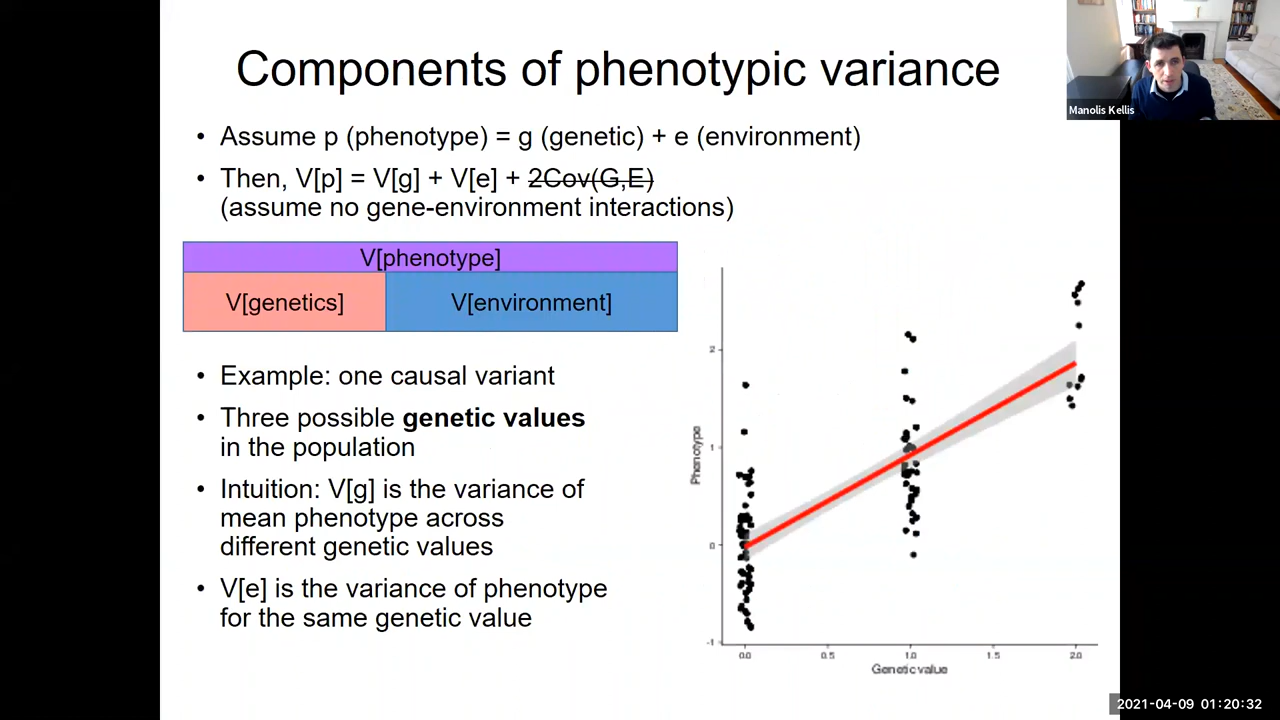 Components of phenotypic variance
Manolis Kellis
• Assume p (phenotype) = g (genetic) + e (environment)
• Then, V[p] = V[g] + V[e] + 2Cov(G,E)
(assume no gene-environment interactions)
V[phenotype]
V[genetics] V[environment]
• Example: one causal variant
• Three possible genetic values
in the population
• Intuition: V[g] is the variance of
mean phenotype across
different genetic values
• V[e] is the variance of phenotype
for the same genetic value
Phenotype
2
1
0
-1
0.0 0.5 1.0 1.5 2.0
Genetic value
2021-04-09 01:20:32